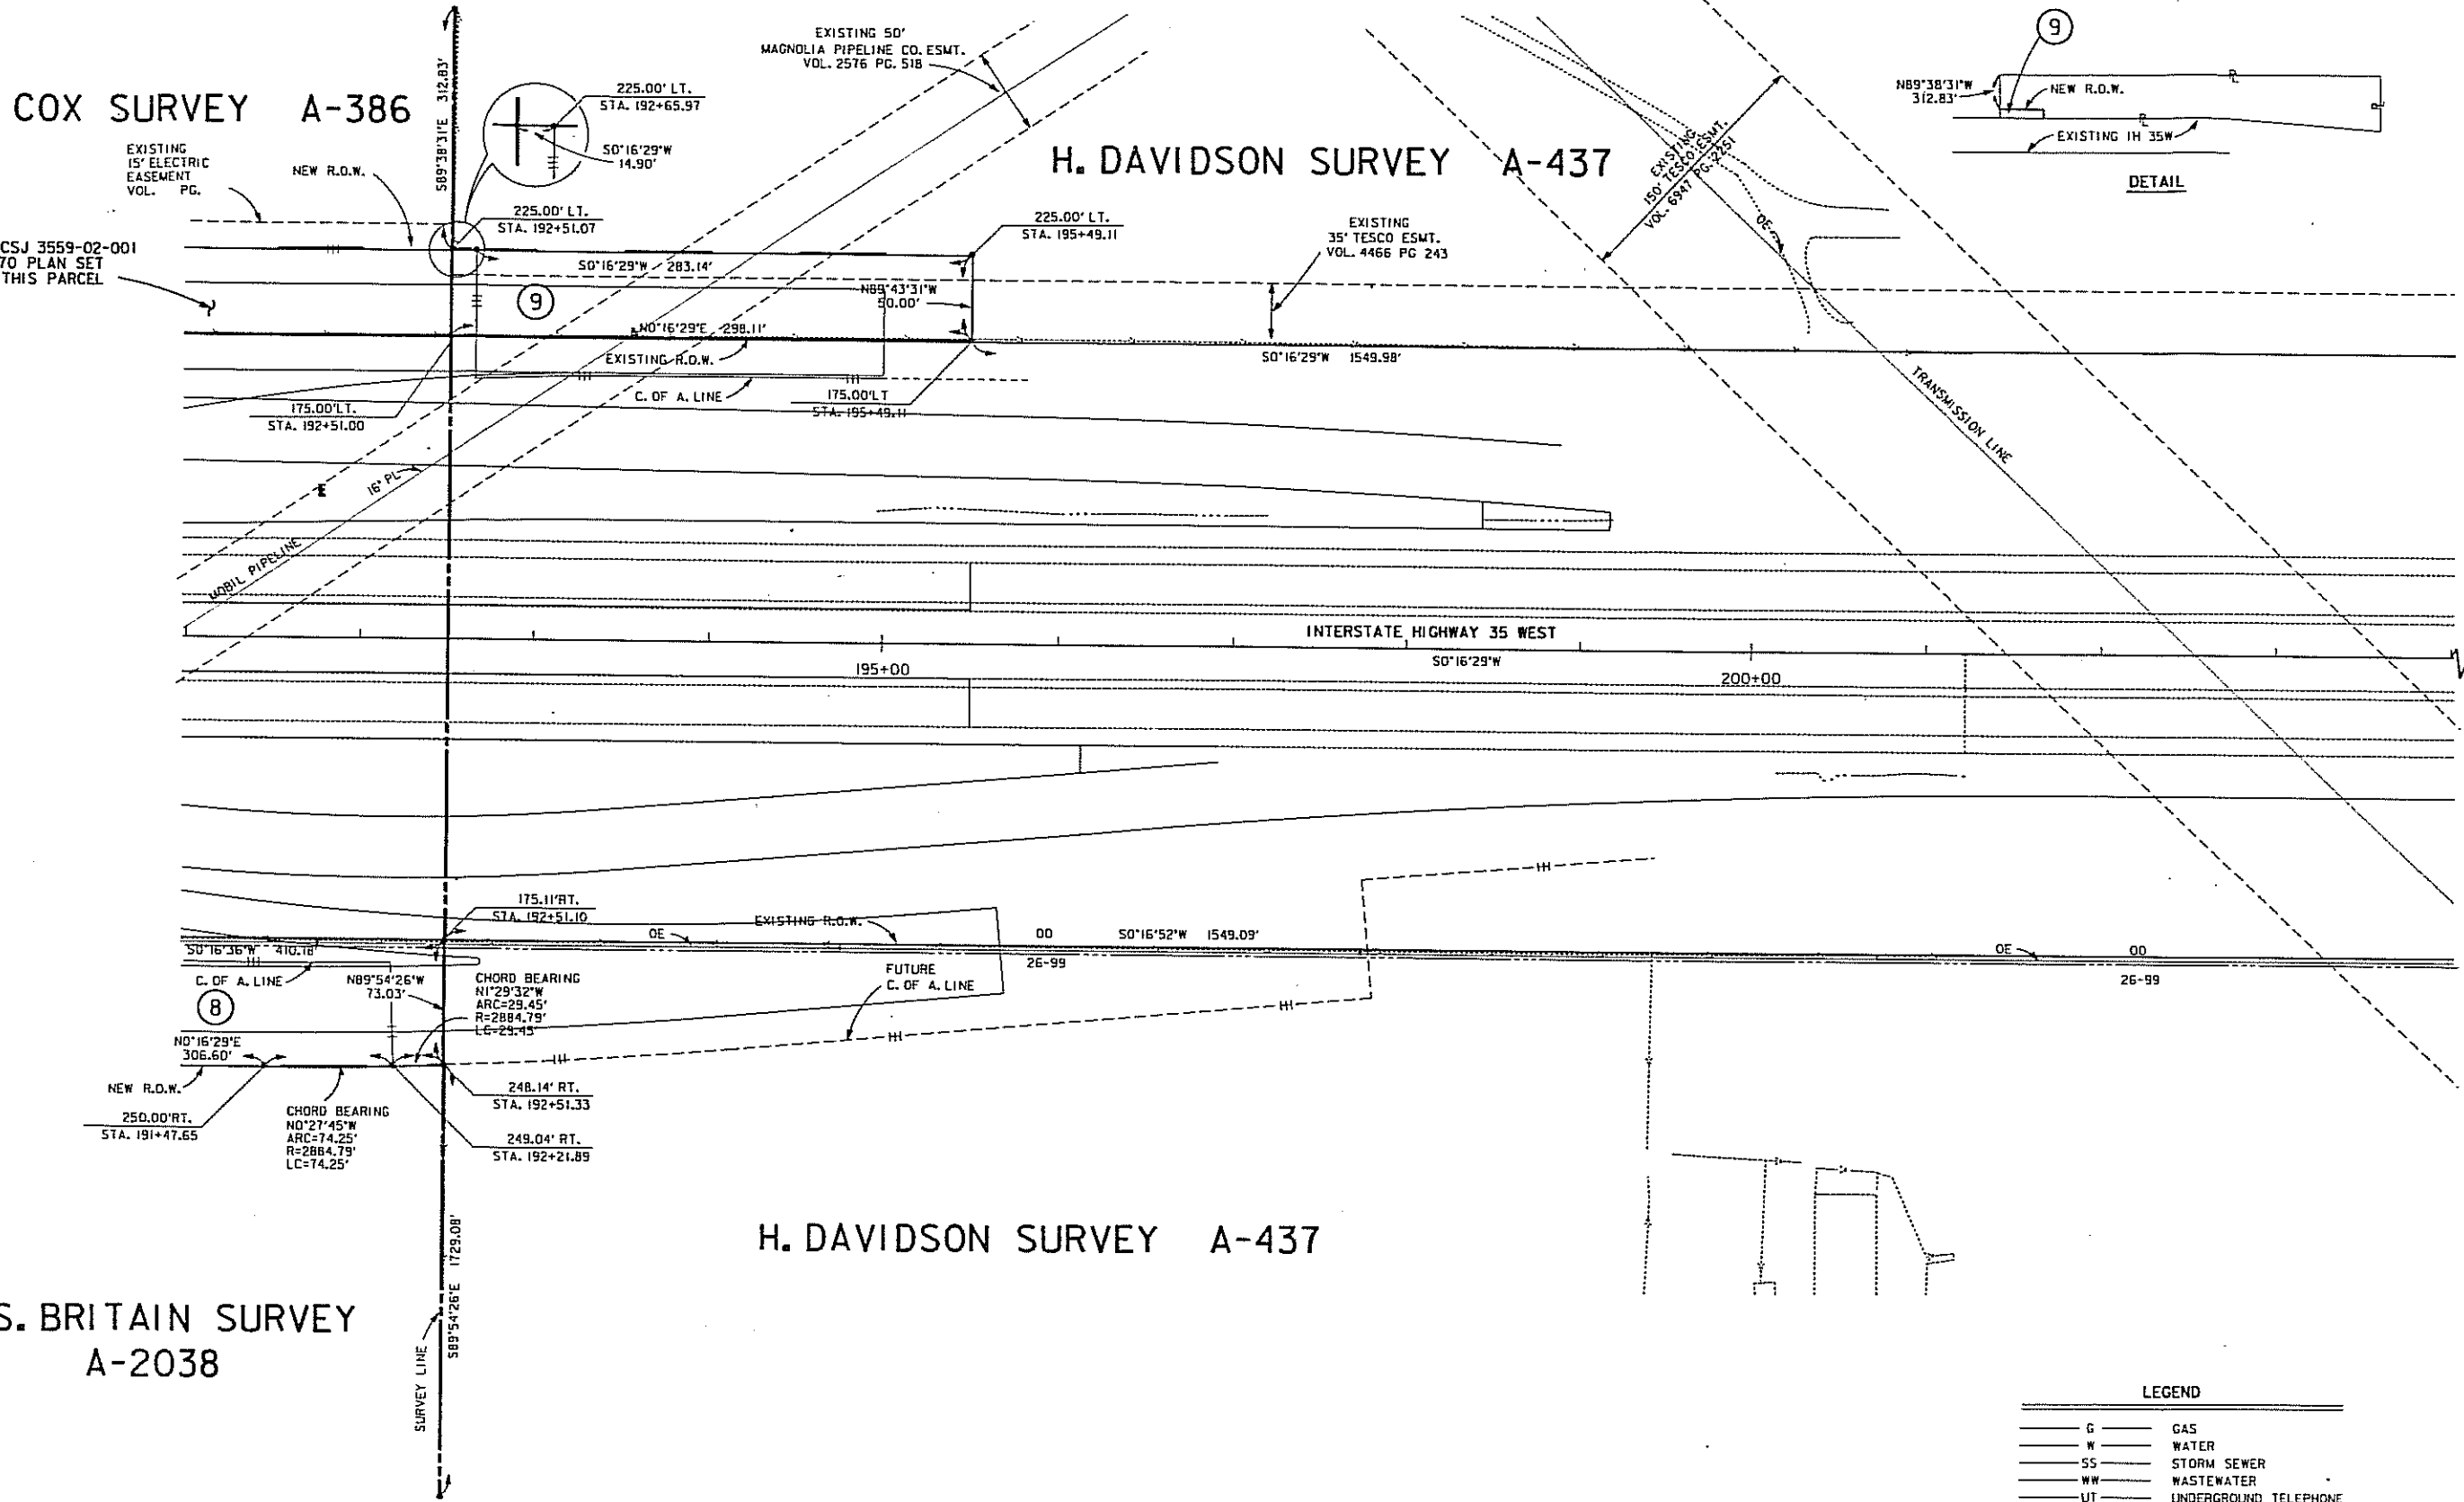 COX SURVEY A-386
EXISTING
15' ELECTRIC
EASEMENT
VOL. PG.
NEW R.O.W.
S89°38'31"E 312.83'
225.00' LT.
STA. 192+65.97
S0°16'29"W
14.90'
EXISTING 50'
MAGNOLIA PIPELINE CO. ESMT.
VOL. 2576 PG. 518
H. DAVIDSON SURVEY A-437
EXISTING
150' TESCO ESMT.
VOL. 6947 PG. 2251
9
N89°38'31"W
312.83'
NEW R.O.W.
EXISTING IH 35W
DETAIL
CSJ 3559-02-001
70 PLAN SET
THIS PARCEL
225.00' LT.
STA. 192+51.07
225.00' LT.
STA. 195+49.11
EXISTING
35' TESCO ESMT.
VOL. 4466 PG 243
OE
S0°16'29"W 283.14'
9
N89°43'31"W
50.00'
N0°16'29"E 298.11'
EXISTING R.O.W.
S0°16'29"W 1549.98'
C. OF A. LINE
175.00'LT.
STA. 192+51.00
175.00'LT
STA. 195+49.11
TRANSMISSION LINE
16" PL
MOBIL PIPELINE
INTERSTATE HIGHWAY 35 WEST
195+00
S0°16'29"W
200+00
175.11'RT.
STA. 192+51.10
EXISTING R.O.W.
S0°16'36"W 410.18'
OE
OD
S0°16'52"W 1549.09'
OE
OD
26-99
26-99
C. OF A. LINE
N89°54'26"W
73.03'
CHORD BEARING
N1°29'32"W
ARC=29.45'
R=2884.79'
LC=29.45'
FUTURE
C. OF A. LINE
8
N0°16'29"E
306.60'
NEW R.O.W.
250.00'RT.
STA. 191+47.65
CHORD BEARING
N0°27'45"W
ARC=74.25'
R=2884.79'
LC=74.25'
248.14' RT.
STA. 192+51.33
249.04' RT.
STA. 192+21.89
S89°54'26"E 1729.08'
SURVEY LINE
H. DAVIDSON SURVEY A-437
S. BRITAIN SURVEY
A-2038
LEGEND
G GAS
W WATER
SS STORM SEWER
WW WASTEWATER
UT UNDERGROUND TELEPHONE